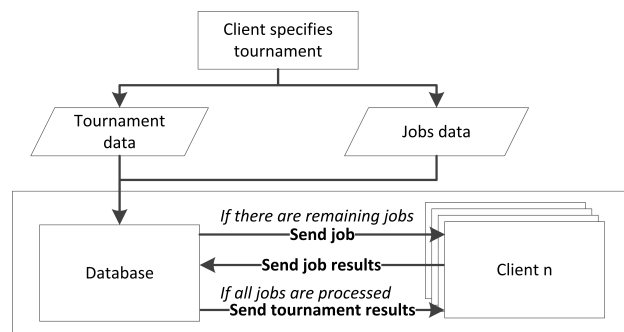 Client specifies
tournament
Tournament
data
Jobs data
If there are remaining jobs
Send job
Database
Send job results
Client n
If all jobs are processed
Send tournament results